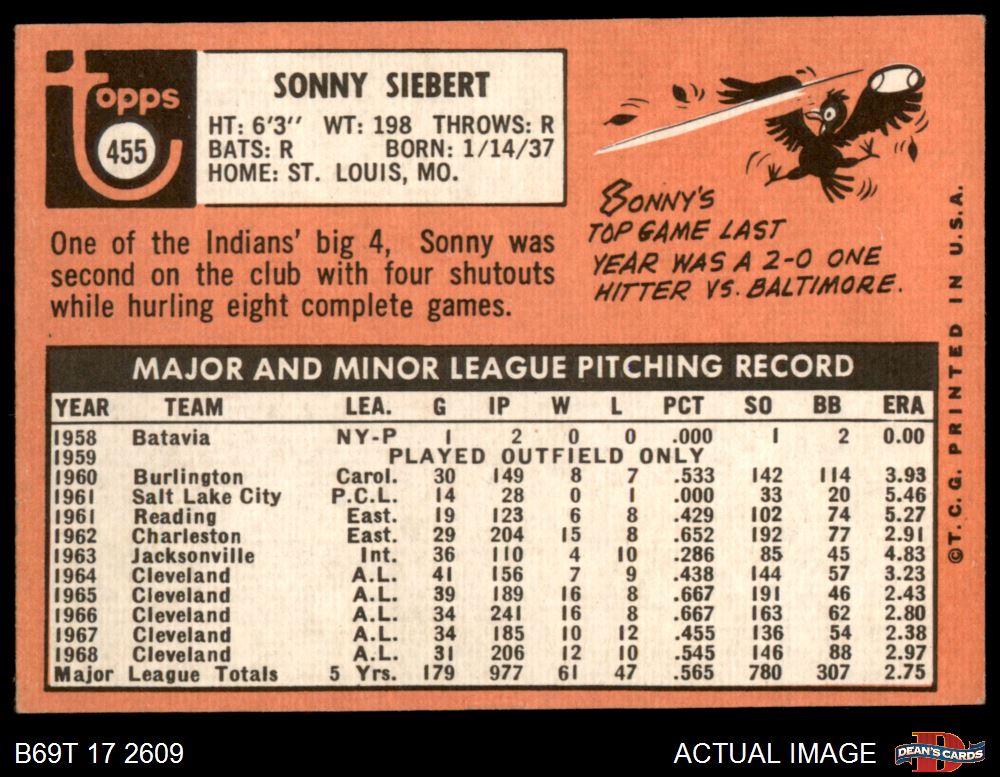 Topps
455
SONNY SIEBERT
HT: 6'3" WT: 198 THROWS: R
BATS: R BORN: 1/14/37
HOME: ST. LOUIS, MO.
One of the Indians' big 4, Sonny was
second on the club with four shutouts
while hurling eight complete games.
SONNY'S
TOP GAME LAST
YEAR WAS A 2-0 ONE
HITTER VS. BALTIMORE.
MAJOR AND MINOR LEAGUE PITCHING RECORD
YEAR TEAM LEA. G IP W L PCT SO BB ERA
1958 Batavia NY-P 1 2 0 0 .000 1 2 0.00
1959 PLAYED OUTFIELD ONLY
1960 Burlington Carol. 30 149 8 7 .533 142 114 3.93
1961 Salt Lake City P.C.L. 14 28 0 1 .000 33 20 5.46
1961 Reading East. 19 123 6 8 .429 102 74 5.27
1962 Charleston East. 29 204 15 8 .652 192 77 2.91
1963 Jacksonville Int. 36 110 4 10 .286 85 45 4.83
1964 Cleveland A.L. 41 156 7 9 .438 144 57 3.23
1965 Cleveland A.L. 39 189 16 8 .667 191 46 2.43
1966 Cleveland A.L. 34 241 16 8 .667 163 62 2.80
1967 Cleveland A.L. 34 185 10 12 .455 136 54 2.38
1968 Cleveland A.L. 31 206 12 10 .545 146 88 2.97
Major League Totals 5 Yrs. 179 977 61 47 .565 780 307 2.75
©T. C. G. PRINTED IN U.S.A.
B69T 17 2609
ACTUAL IMAGE
DEAN'S CARDS